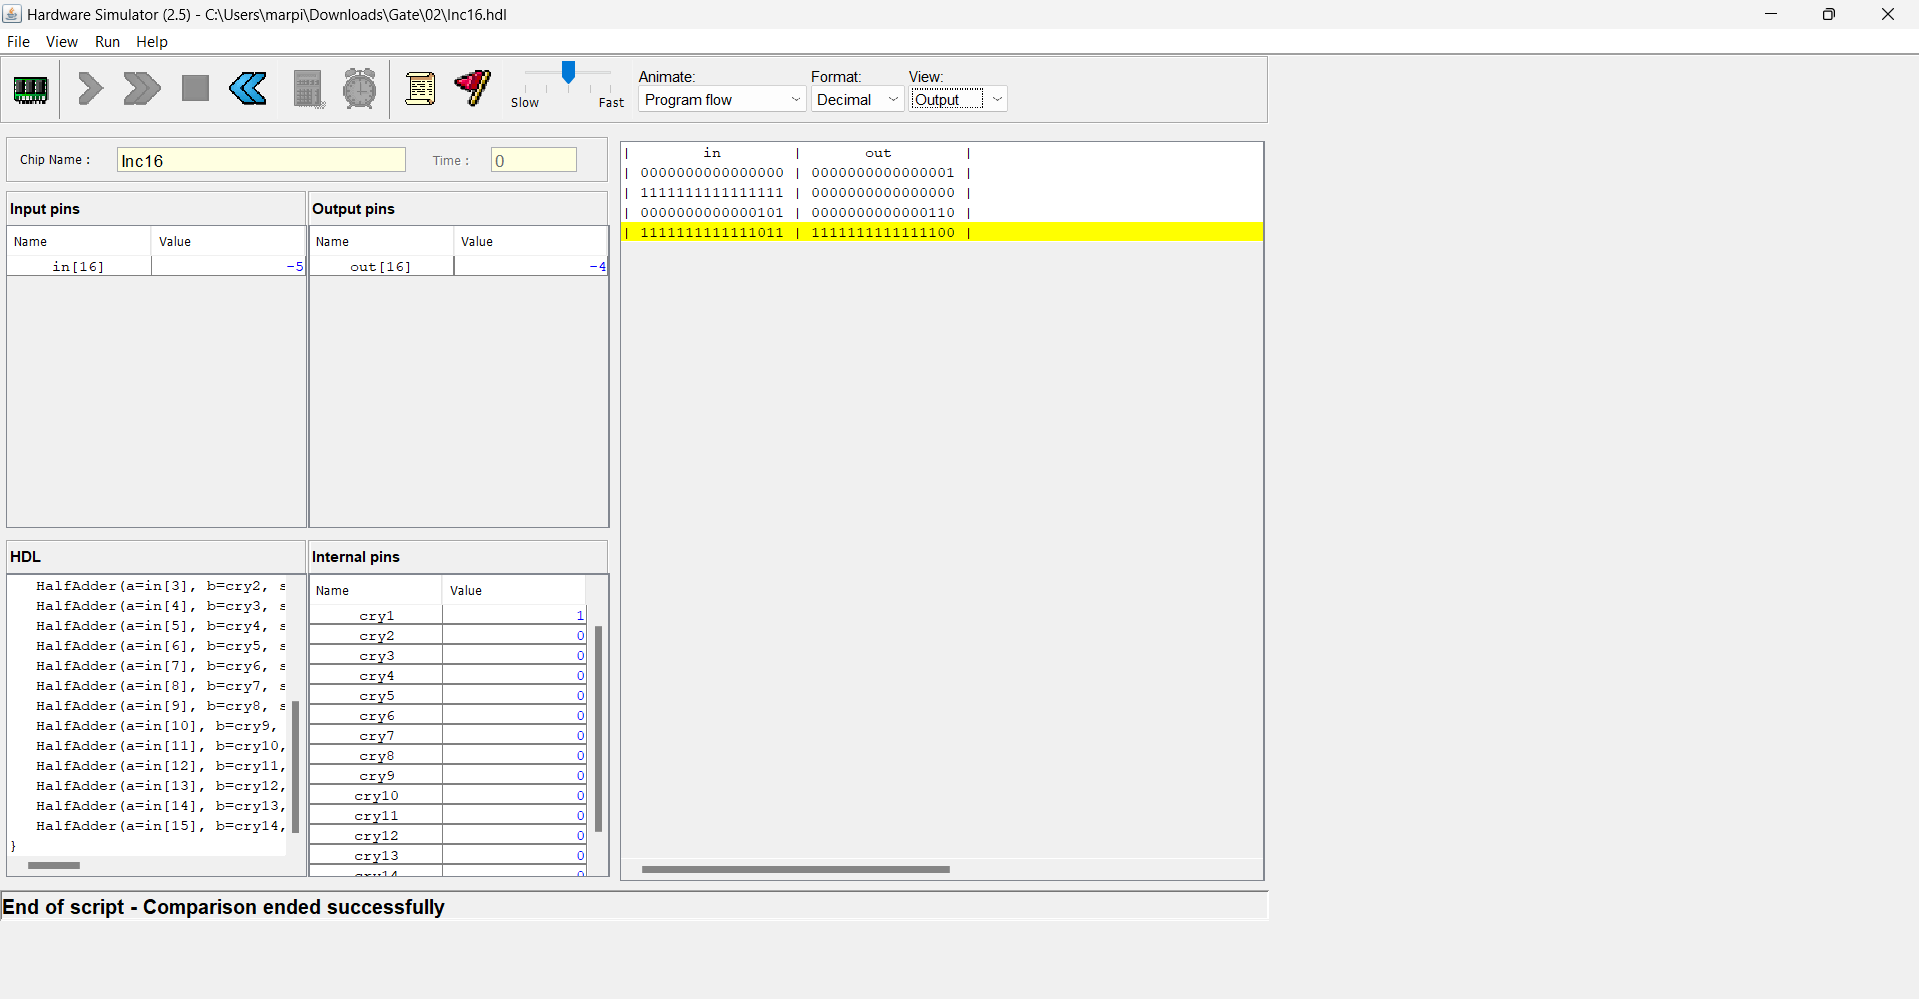 Hardware Simulator (2.5) - C:\Users\marpi\Downloads\Gate\02\Inc16.hdl
File View Run Help
Animate: Format: View:
Slow Fast Program flow Decimal Output
Chip Name : Inc16 Time : 0
Input pins
Name Value
in[16] -5
Output pins
Name Value
out[16] -4
HDL
HalfAdder(a=in[3], b=cry2, s
HalfAdder(a=in[4], b=cry3, s
HalfAdder(a=in[5], b=cry4, s
HalfAdder(a=in[6], b=cry5, s
HalfAdder(a=in[7], b=cry6, s
HalfAdder(a=in[8], b=cry7, s
HalfAdder(a=in[9], b=cry8, s
HalfAdder(a=in[10], b=cry9,
HalfAdder(a=in[11], b=cry10,
HalfAdder(a=in[12], b=cry11,
HalfAdder(a=in[13], b=cry12,
HalfAdder(a=in[14], b=cry13,
HalfAdder(a=in[15], b=cry14,
}
Internal pins
Name Value
cry1 1
cry2 0
cry3 0
cry4 0
cry5 0
cry6 0
cry7 0
cry8 0
cry9 0
cry10 0
cry11 0
cry12 0
cry13 0
cry14 0
| in | out |
| 0000000000000000 | 0000000000000001 |
| 1111111111111111 | 0000000000000000 |
| 0000000000000101 | 0000000000000110 |
| 1111111111111011 | 1111111111111100 |
End of script - Comparison ended successfully